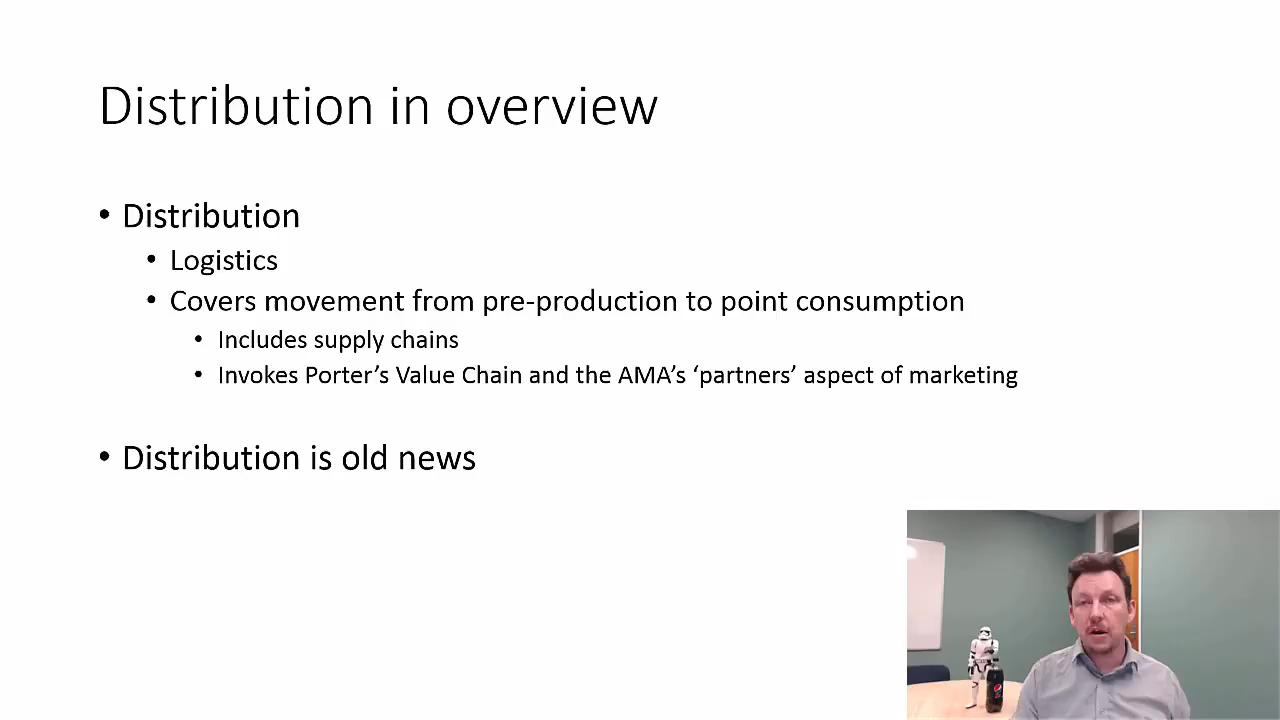 Distribution in overview
• Distribution
• Logistics
• Covers movement from pre-production to point consumption
• Includes supply chains
• Invokes Porter’s Value Chain and the AMA’s ‘partners’ aspect of marketing
• Distribution is old news